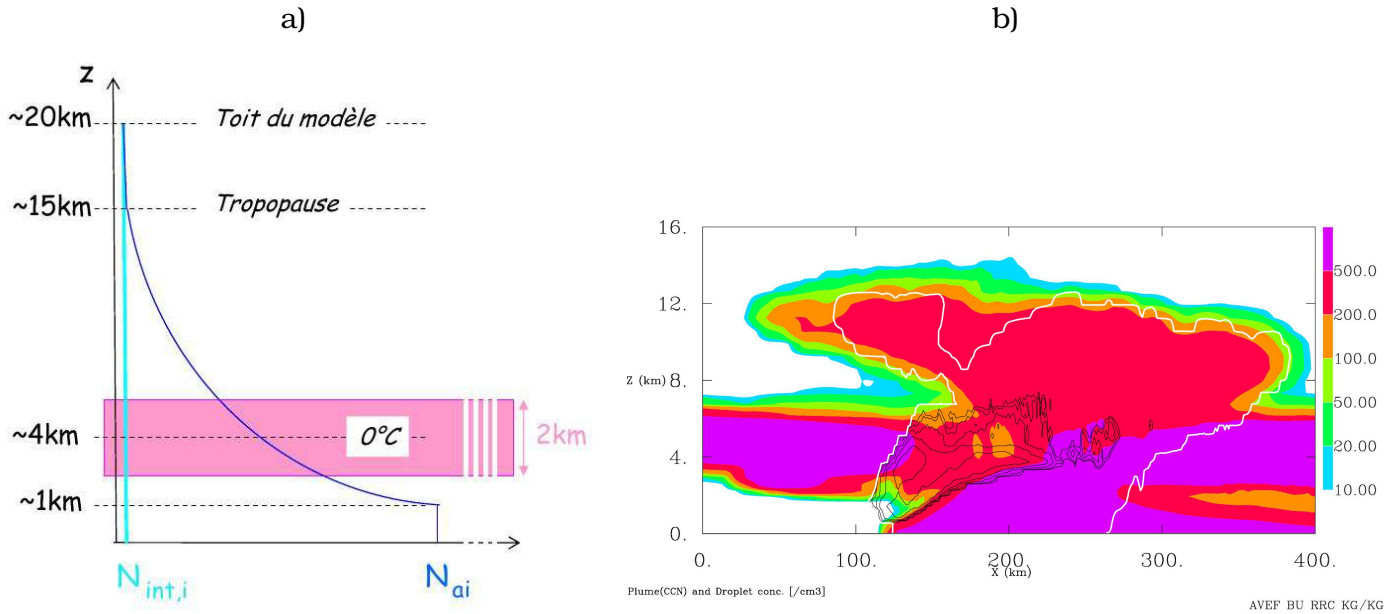 a)
z
~20km
Toit du modèle
~15km
Tropopause
~4km
0°C
2km
~1km
N_int,i
N_ai
b)
16.
12.
Z (km)
8.
4.
0.
0.
100.
200.
300.
400.
X (km)
500.0
200.0
100.0
50.00
20.00
10.00
Plume(CCN) and Droplet conc. [/cm3]
AVEF BU RRC KG/KG